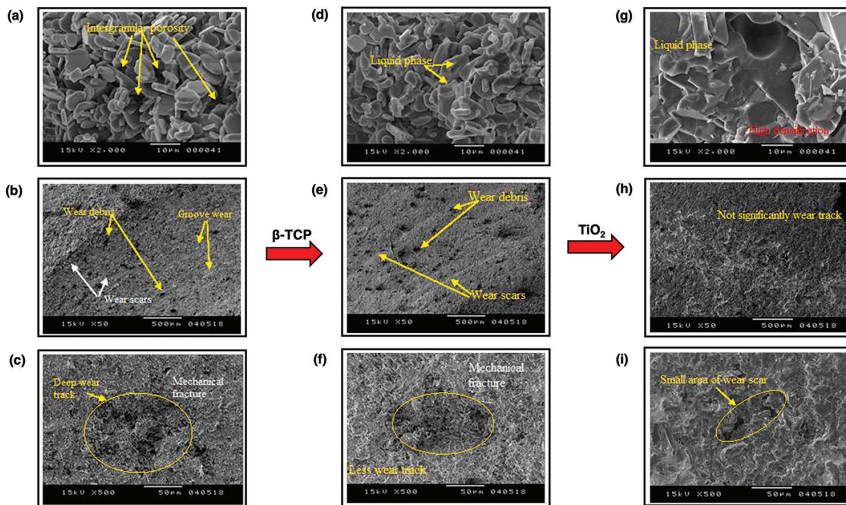 (a)
Intergranular porosity
15kV X2,000 10µm 000041
(b)
Wear debris
Groove wear
Wear scars
15kV X50 500µm 040518
(c)
Deep wear
track
Mechanical
fracture
15kV X500 50µm 040518
β-TCP
(d)
Liquid phase
15kV X2,000 10µm 000041
(e)
Wear debris
Wear scars
15kV X50 500µm 040518
(f)
Mechanical
fracture
Less wear track
15kV X500 50µm 040518
TiO₂
(g)
Liquid phase
High densification
15kV X2,000 10µm 000041
(h)
Not significantly wear track
15kV X50 500µm 040518
(i)
Small area of wear scar
15kV X500 50µm 040518